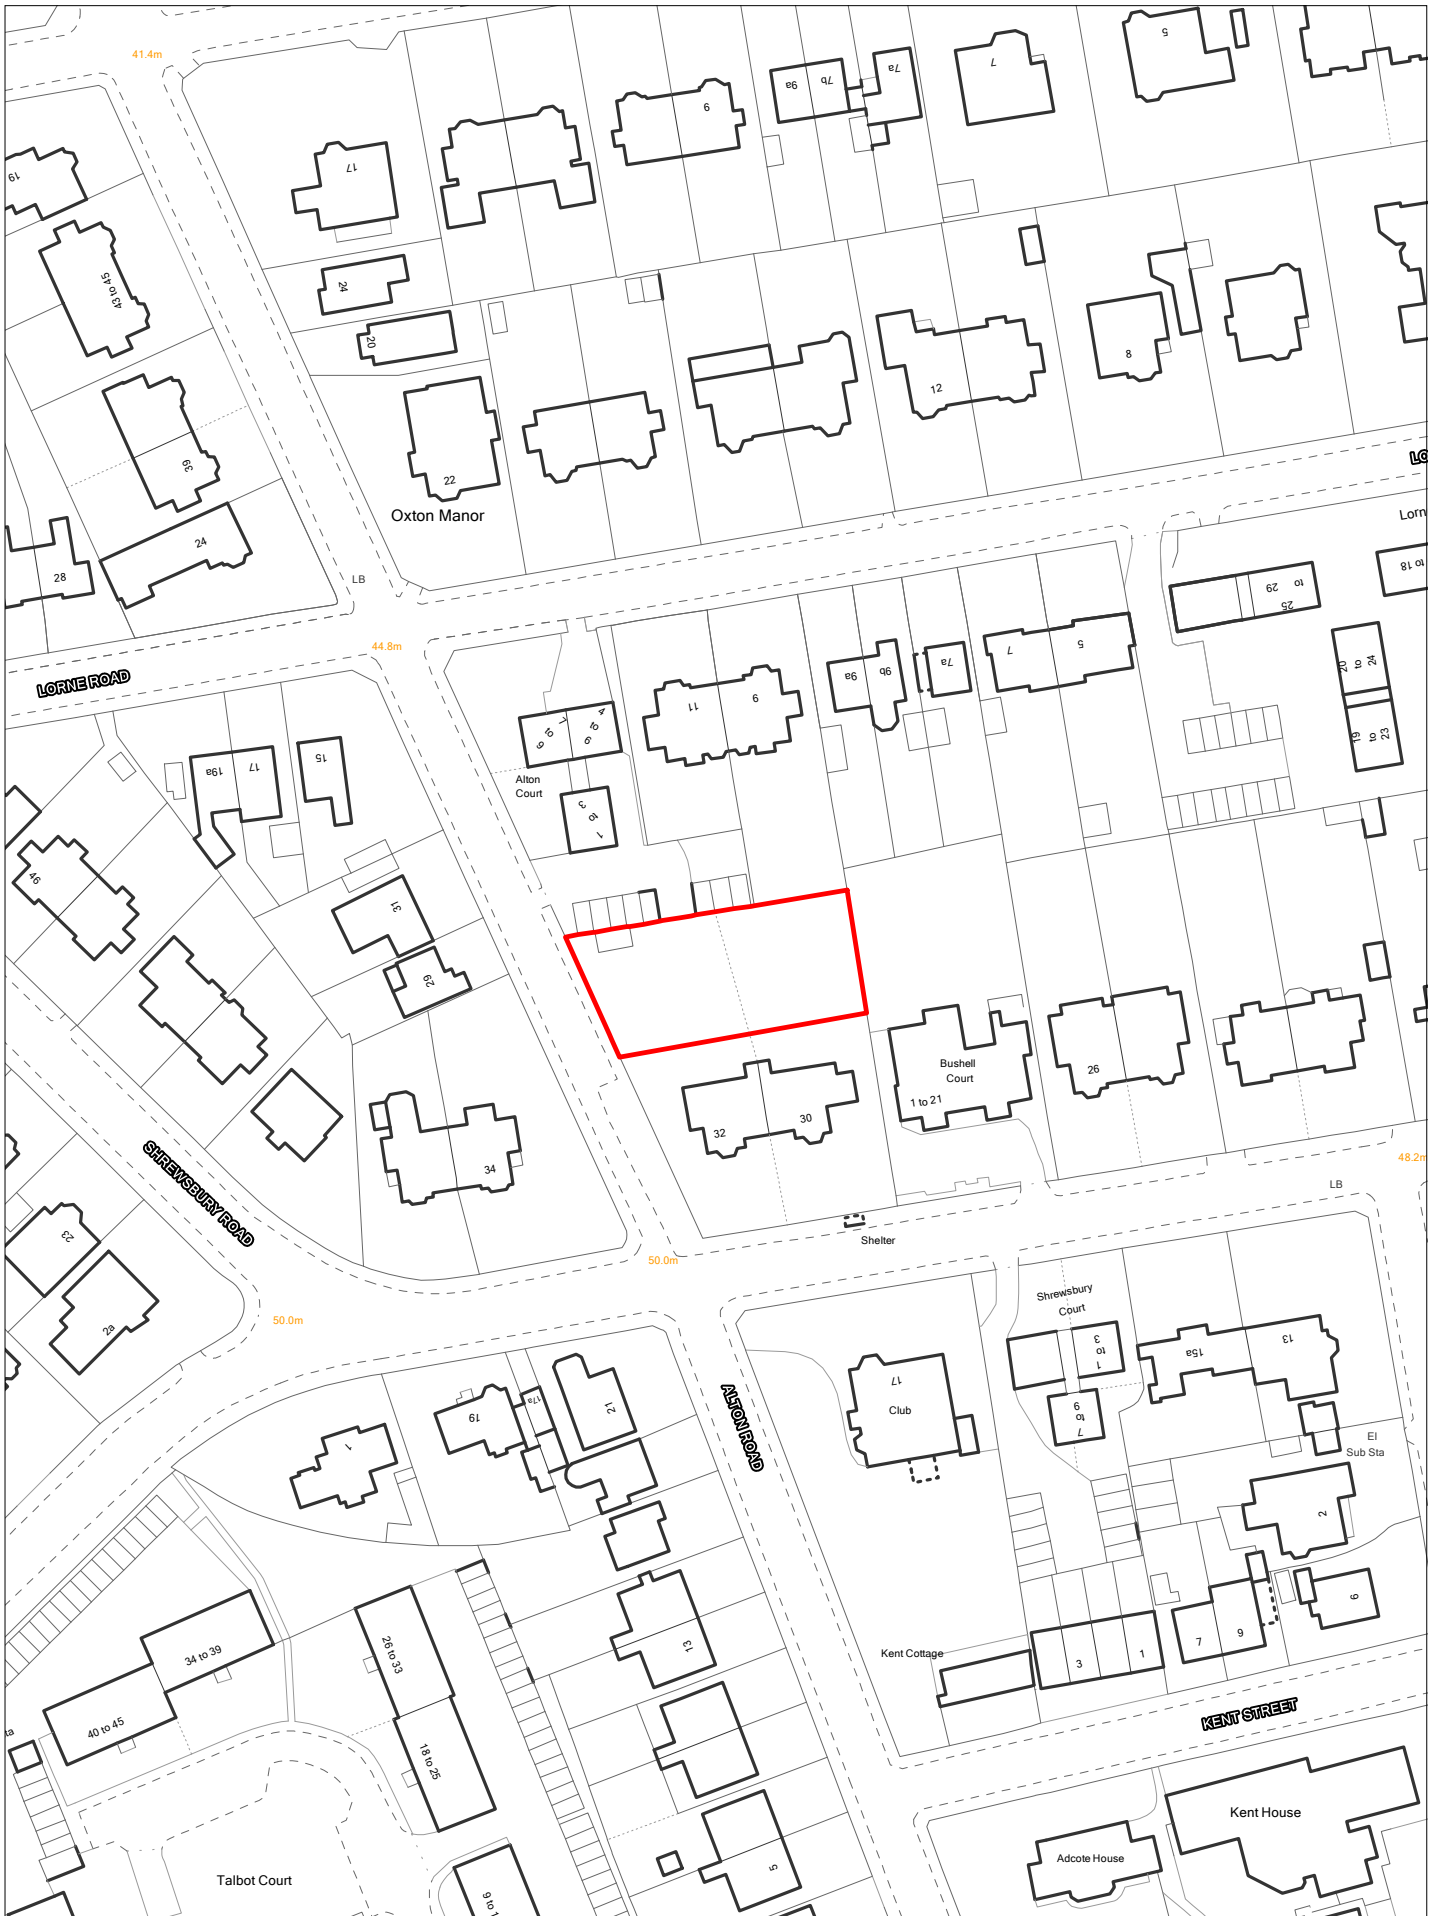 41.4m
5
7
7a
7b
9a
9
17
19
43 to 45
24
20
12
8
39
22
Oxton Manor
24
28
LB
LO
Lorn
25
to
29
18 to
20
to
24
19
to
23
44.8m
LORNE ROAD
5
7
7a
9b
9a
9
11
4
to
6
7
to
9
Alton
Court
3
to
1
15
17
19a
46
31
29
Bushell
Court
1 to 21
26
32
30
34
48.2m
LB
Shelter
50.0m
50.0m
SHREWSBURY ROAD
23
2a
Shrewsbury
Court
3
to
1
9
to
7
15a
13
17
Club
El
Sub Sta
2
ALTON ROAD
21
17a
19
1
13
6
9
7
1
3
Kent Cottage
34 to 39
26 to 33
40 to 45
18 to 25
ta
KENT STREET
Kent House
Adcote House
5
Talbot Court
9 to 1